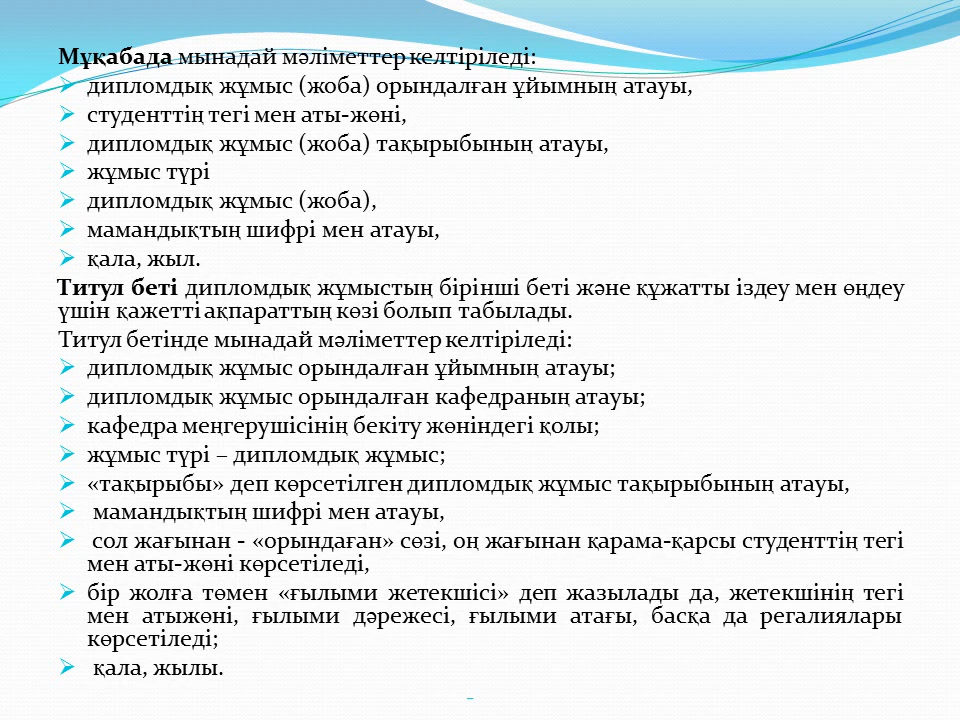 Мұқабада мынадай мәліметтер келтіріледі:
дипломдық жұмыс (жоба) орындалған ұйымның атауы,
студенттің тегі мен аты-жөні,
дипломдық жұмыс (жоба) тақырыбының атауы,
жұмыс түрі
дипломдық жұмыс (жоба),
мамандықтың шифрі мен атауы,
қала, жыл.
Титул беті дипломдық жұмыстың бірінші беті және құжатты іздеу мен өңдеу
үшін қажетті ақпараттың көзі болып табылады.
Титул бетінде мынадай мәліметтер келтіріледі:
дипломдық жұмыс орындалған ұйымның атауы;
дипломдық жұмыс орындалған кафедраның атауы;
кафедра меңгерушісінің бекіту жөніндегі қолы;
жұмыс түрі – дипломдық жұмыс;
«тақырыбы» деп көрсетілген дипломдық жұмыс тақырыбының атауы,
мамандықтың шифрі мен атауы,
сол жағынан - «орындаған» сөзі, оң жағынан қарама-қарсы студенттің тегі
мен аты-жөні көрсетіледі,
бір жолға төмен «ғылыми жетекшісі» деп жазылады да, жетекшінің тегі
мен атыжөні, ғылыми дәрежесі, ғылыми атағы, басқа да регалиялары
көрсетіледі;
қала, жылы.